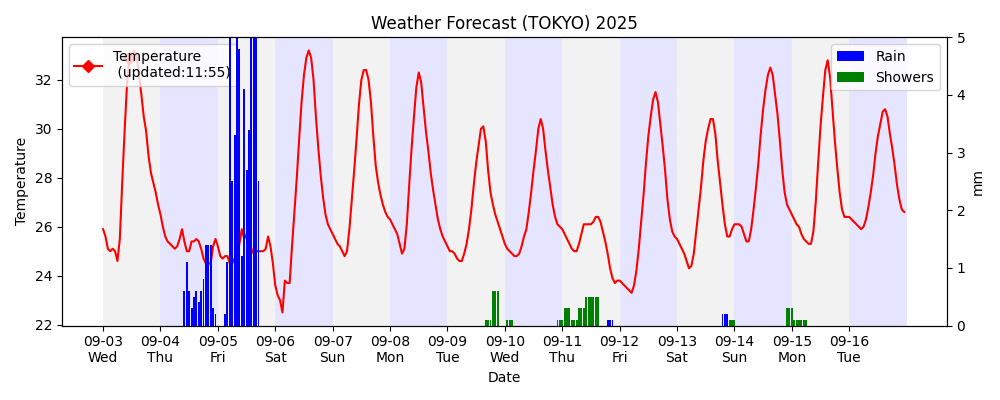 Weather Forecast (TOKYO) 2025
Temperature
(updated:11:55)
Rain
Showers
Temperature
32
30
28
26
24
22
5
4
3
2
1
0
mm
09-03 09-04 09-05 09-06 09-07 09-08 09-09 09-10 09-11 09-12 09-13 09-14 09-15 09-16
Wed Thu Fri Sat Sun Mon Tue Wed Thu Fri Sat Sun Mon Tue
Date